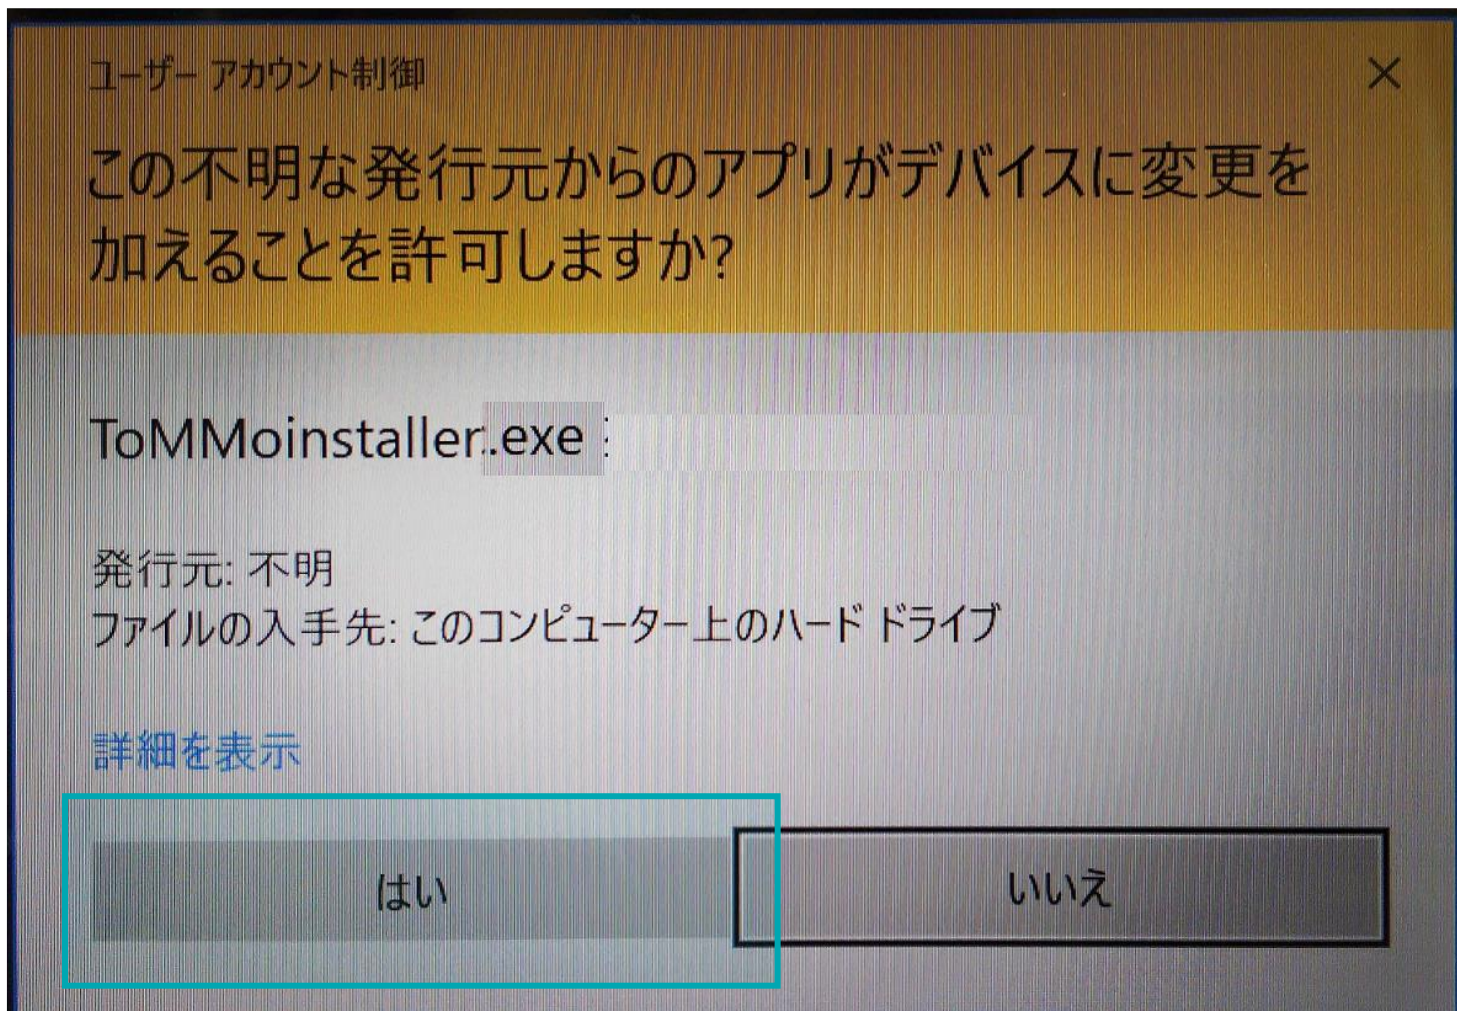 ユーザー アカウント制御
この不明な発行元からのアプリがデバイスに変更を
加えることを許可しますか?
ToMMoinstaller.exe
発行元: 不明
ファイルの入手先: このコンピューター上のハード ドライブ
詳細を表示
はい
いいえ